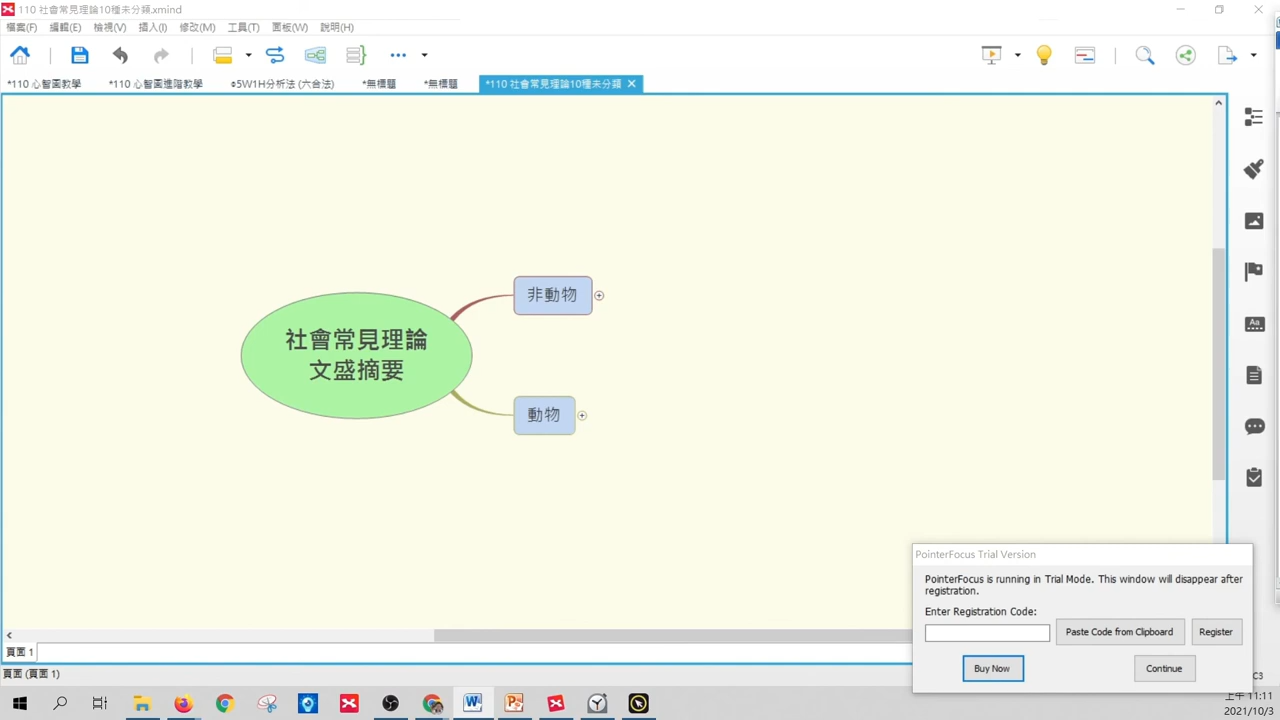 110 社會常見理論10種未分類.xmind
檔案(F) 編輯(E) 檢視(V) 插入(I) 修改(M) 工具(T) 面板(W) 說明(H)
*110 心智圖教學 *110 心智圖進階教學 5W1H分析法 (六合法) *無標題 *無標題 *110 社會常見理論10種未分類
非動物
社會常見理論
文盛摘要
動物
PointerFocus Trial Version
PointerFocus is running in Trial Mode. This window will disappear after
registration.
Enter Registration Code:
Paste Code from Clipboard Register
Buy Now Continue
頁面 1
頁面 (頁面 1)
C3
上午 11:11
2021/10/3